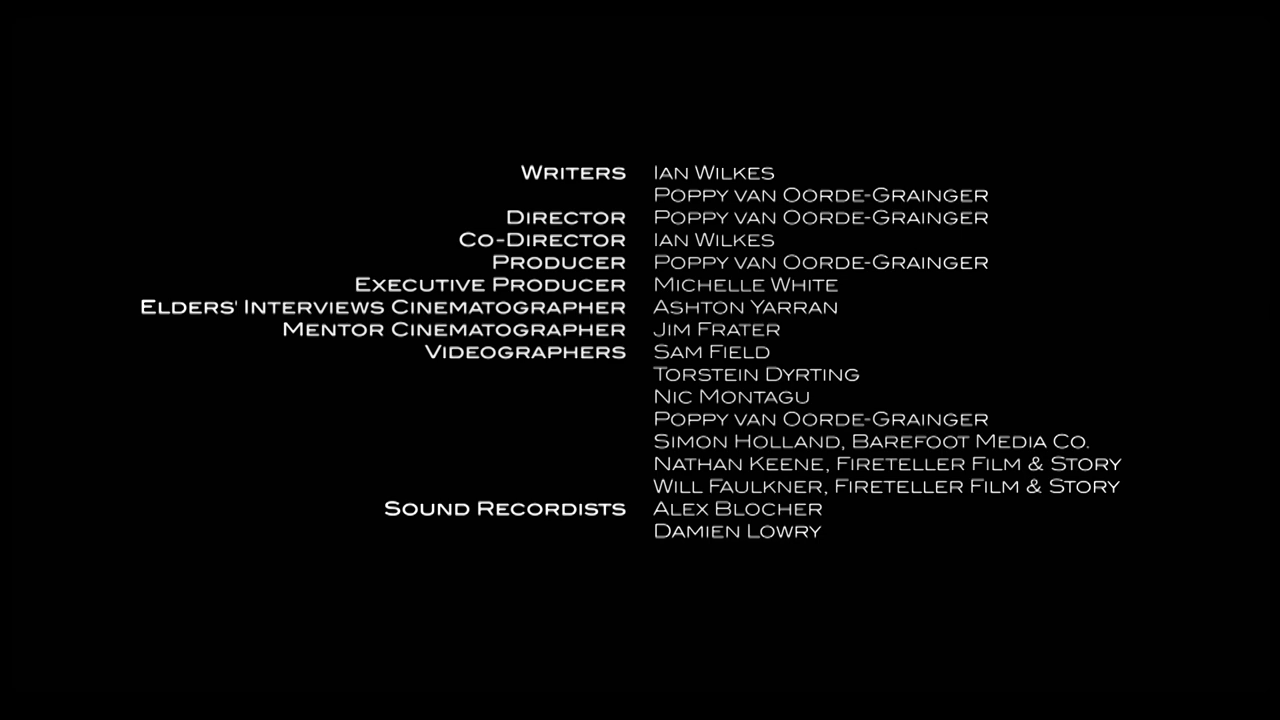 Writers Ian Wilkes
Poppy van Oorde-Grainger
Director Poppy van Oorde-Grainger
Co-Director Ian Wilkes
Producer Poppy van Oorde-Grainger
Executive Producer Michelle White
Elders' Interviews Cinematographer Ashton Yarran
Mentor Cinematographer Jim Frater
Videographers Sam Field
Torstein Dyrting
Nic Montagu
Poppy van Oorde-Grainger
Simon Holland, Barefoot Media Co.
Nathan Keene, Fireteller Film & Story
Will Faulkner, Fireteller Film & Story
Sound Recordists Alex Blocher
Damien Lowry